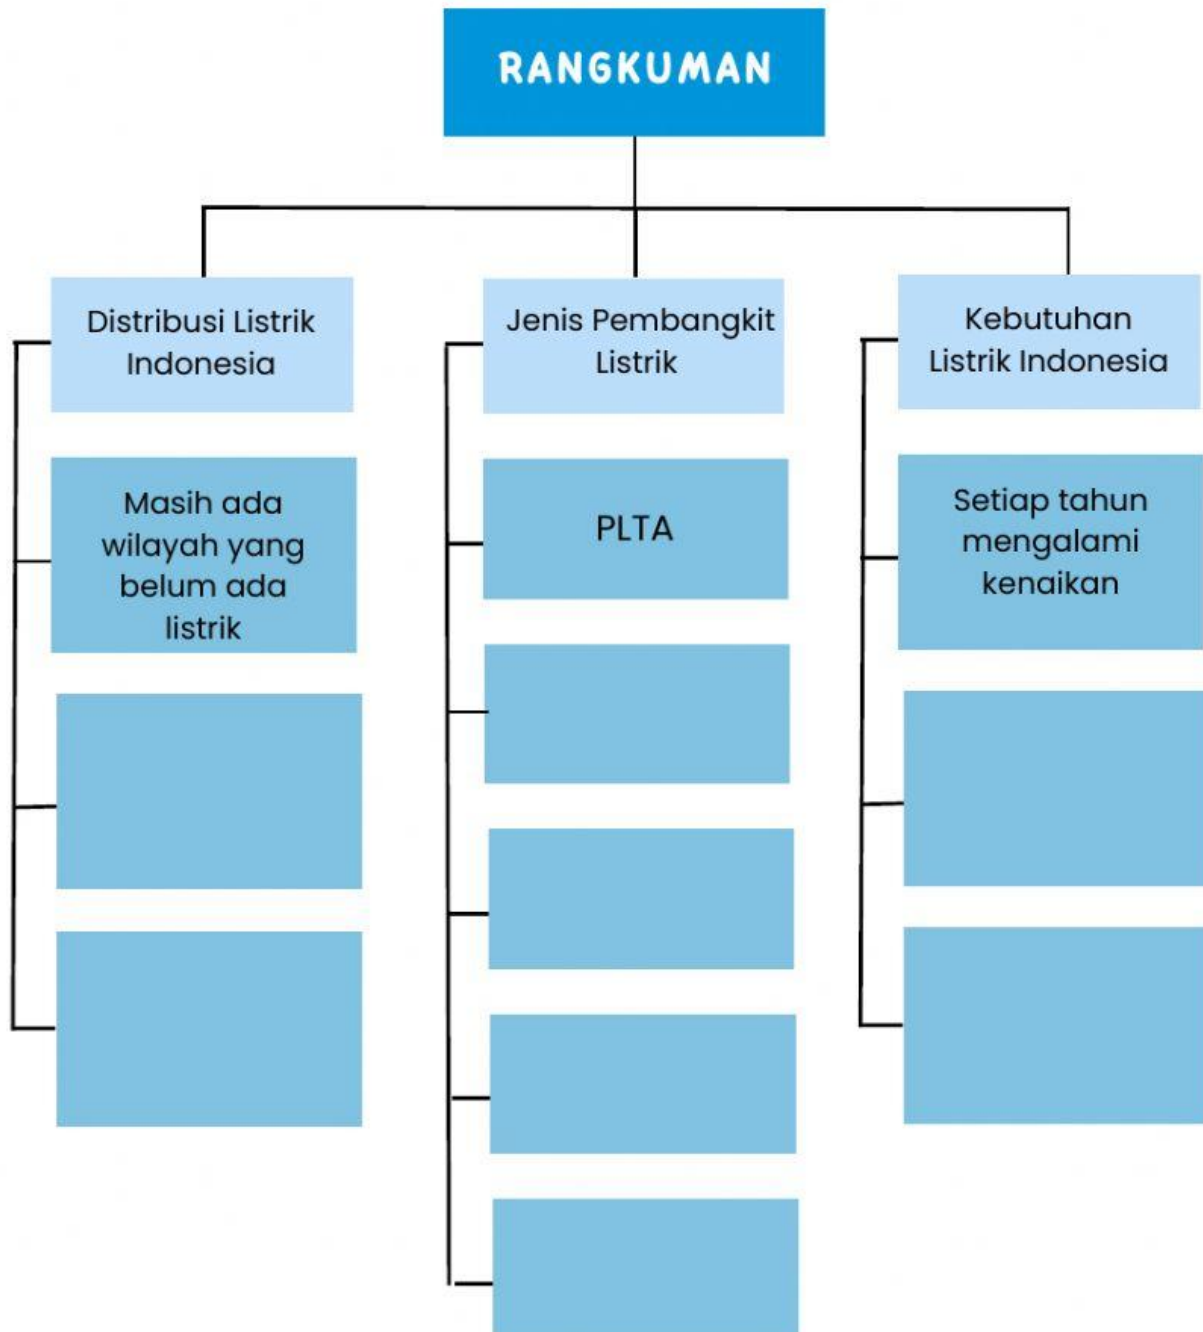 RANGKUMAN
Distribusi Listrik
Indonesia
Masih ada
wilayah yang
belum ada
listrik
Jenis Pembangkit
Listrik
PLTA
Kebutuhan
Listrik Indonesia
Setiap tahun
mengalami
kenaikan